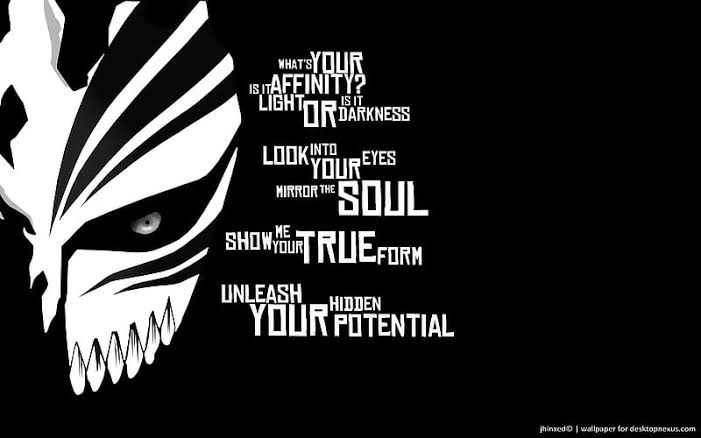 WHAT'S YOUR
IS IT AFFINITY?
LIGHT OR IS IT DARKNESS
LOOK INTO YOUR EYES
MIRROR THE SOUL
SHOW ME YOUR TRUE FORM
UNLEASH
YOUR HIDDEN POTENTIAL
jhinxed© | wallpaper for desktopnexus.com